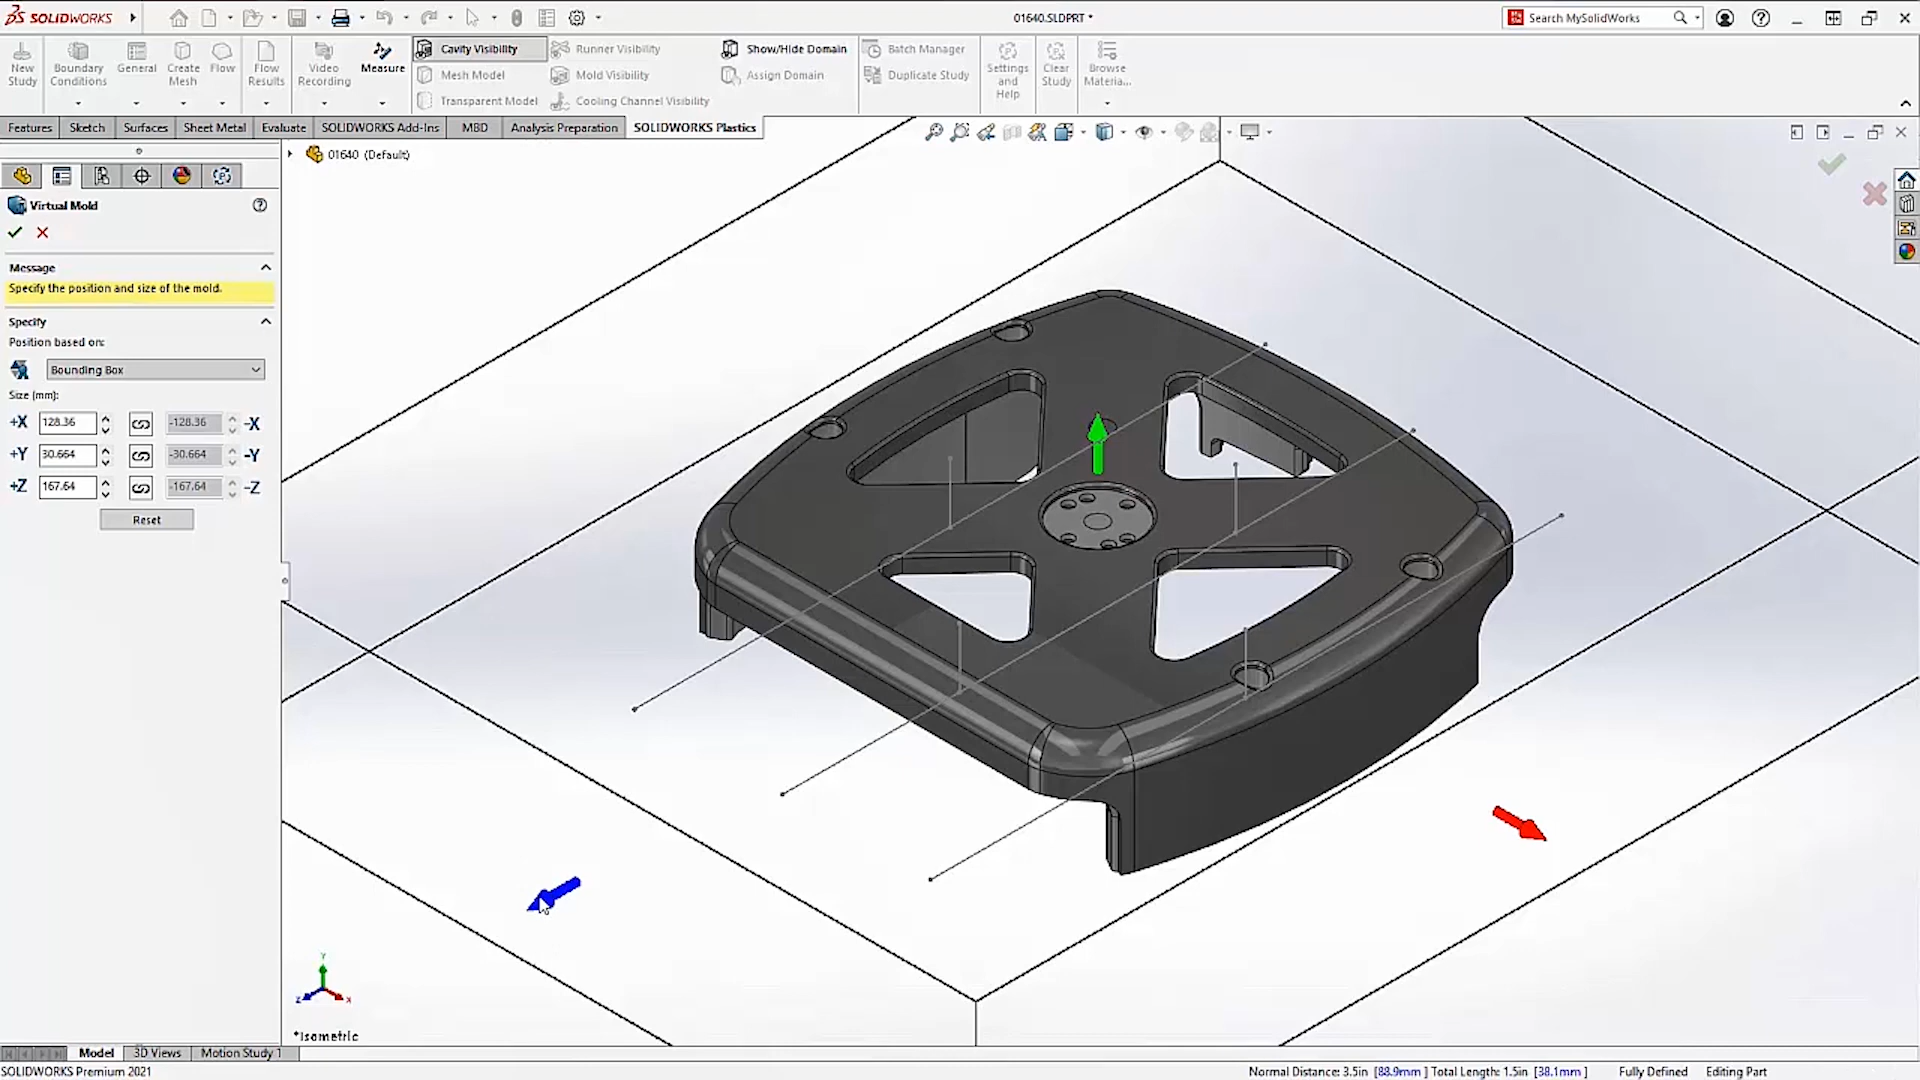 SOLIDWORKS
01640.SLDPRT *
Search MySolidWorks
New Study
Boundary Conditions
General
Create Mesh
Flow
Flow Results
Video Recording
Measure
Cavity Visibility
Mesh Model
Transparent Model
Runner Visibility
Mold Visibility
Cooling Channel Visibility
Show/Hide Domain
Assign Domain
Batch Manager
Duplicate Study
Settings and Help
Clear Study
Browse Materia...
Features
Sketch
Surfaces
Sheet Metal
Evaluate
SOLIDWORKS Add-Ins
MBD
Analysis Preparation
SOLIDWORKS Plastics
01640 (Default)
Virtual Mold
Message
Specify the position and size of the mold.
Specify
Position based on:
Bounding Box
Size (mm):
+X 128.36 -128.36 -X
+Y 30.664 -30.664 -Y
+Z 167.64 -167.64 -Z
Reset
Y
Z
X
*Isometric
Model
3D Views
Motion Study 1
SOLIDWORKS Premium 2021
Normal Distance: 3.5in [88.9mm ] Total Length: 1.5in [38.1mm ]
Fully Defined
Editing Part